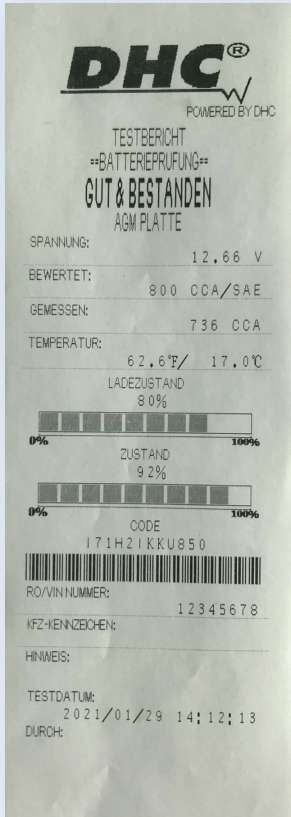 DHC®
POWERED BY DHC
TESTBERICHT
==BATTERIEPRUFUNG==
GUT & BESTANDEN
AGM PLATTE
SPANNUNG:
12.66 V
BEWERTET:
800 CCA/SAE
GEMESSEN:
736 CCA
TEMPERATUR:
62.6°F/ 17.0°C
LADEZUSTAND
80%
0% 100%
ZUSTAND
92%
0% 100%
CODE
I71H2IKKU850
RO/VIN NUMMER:
12345678
KFZ-KENNZEICHEN:
HINWEIS:
TESTDATUM:
2021/01/29 14:12:13
DURCH: